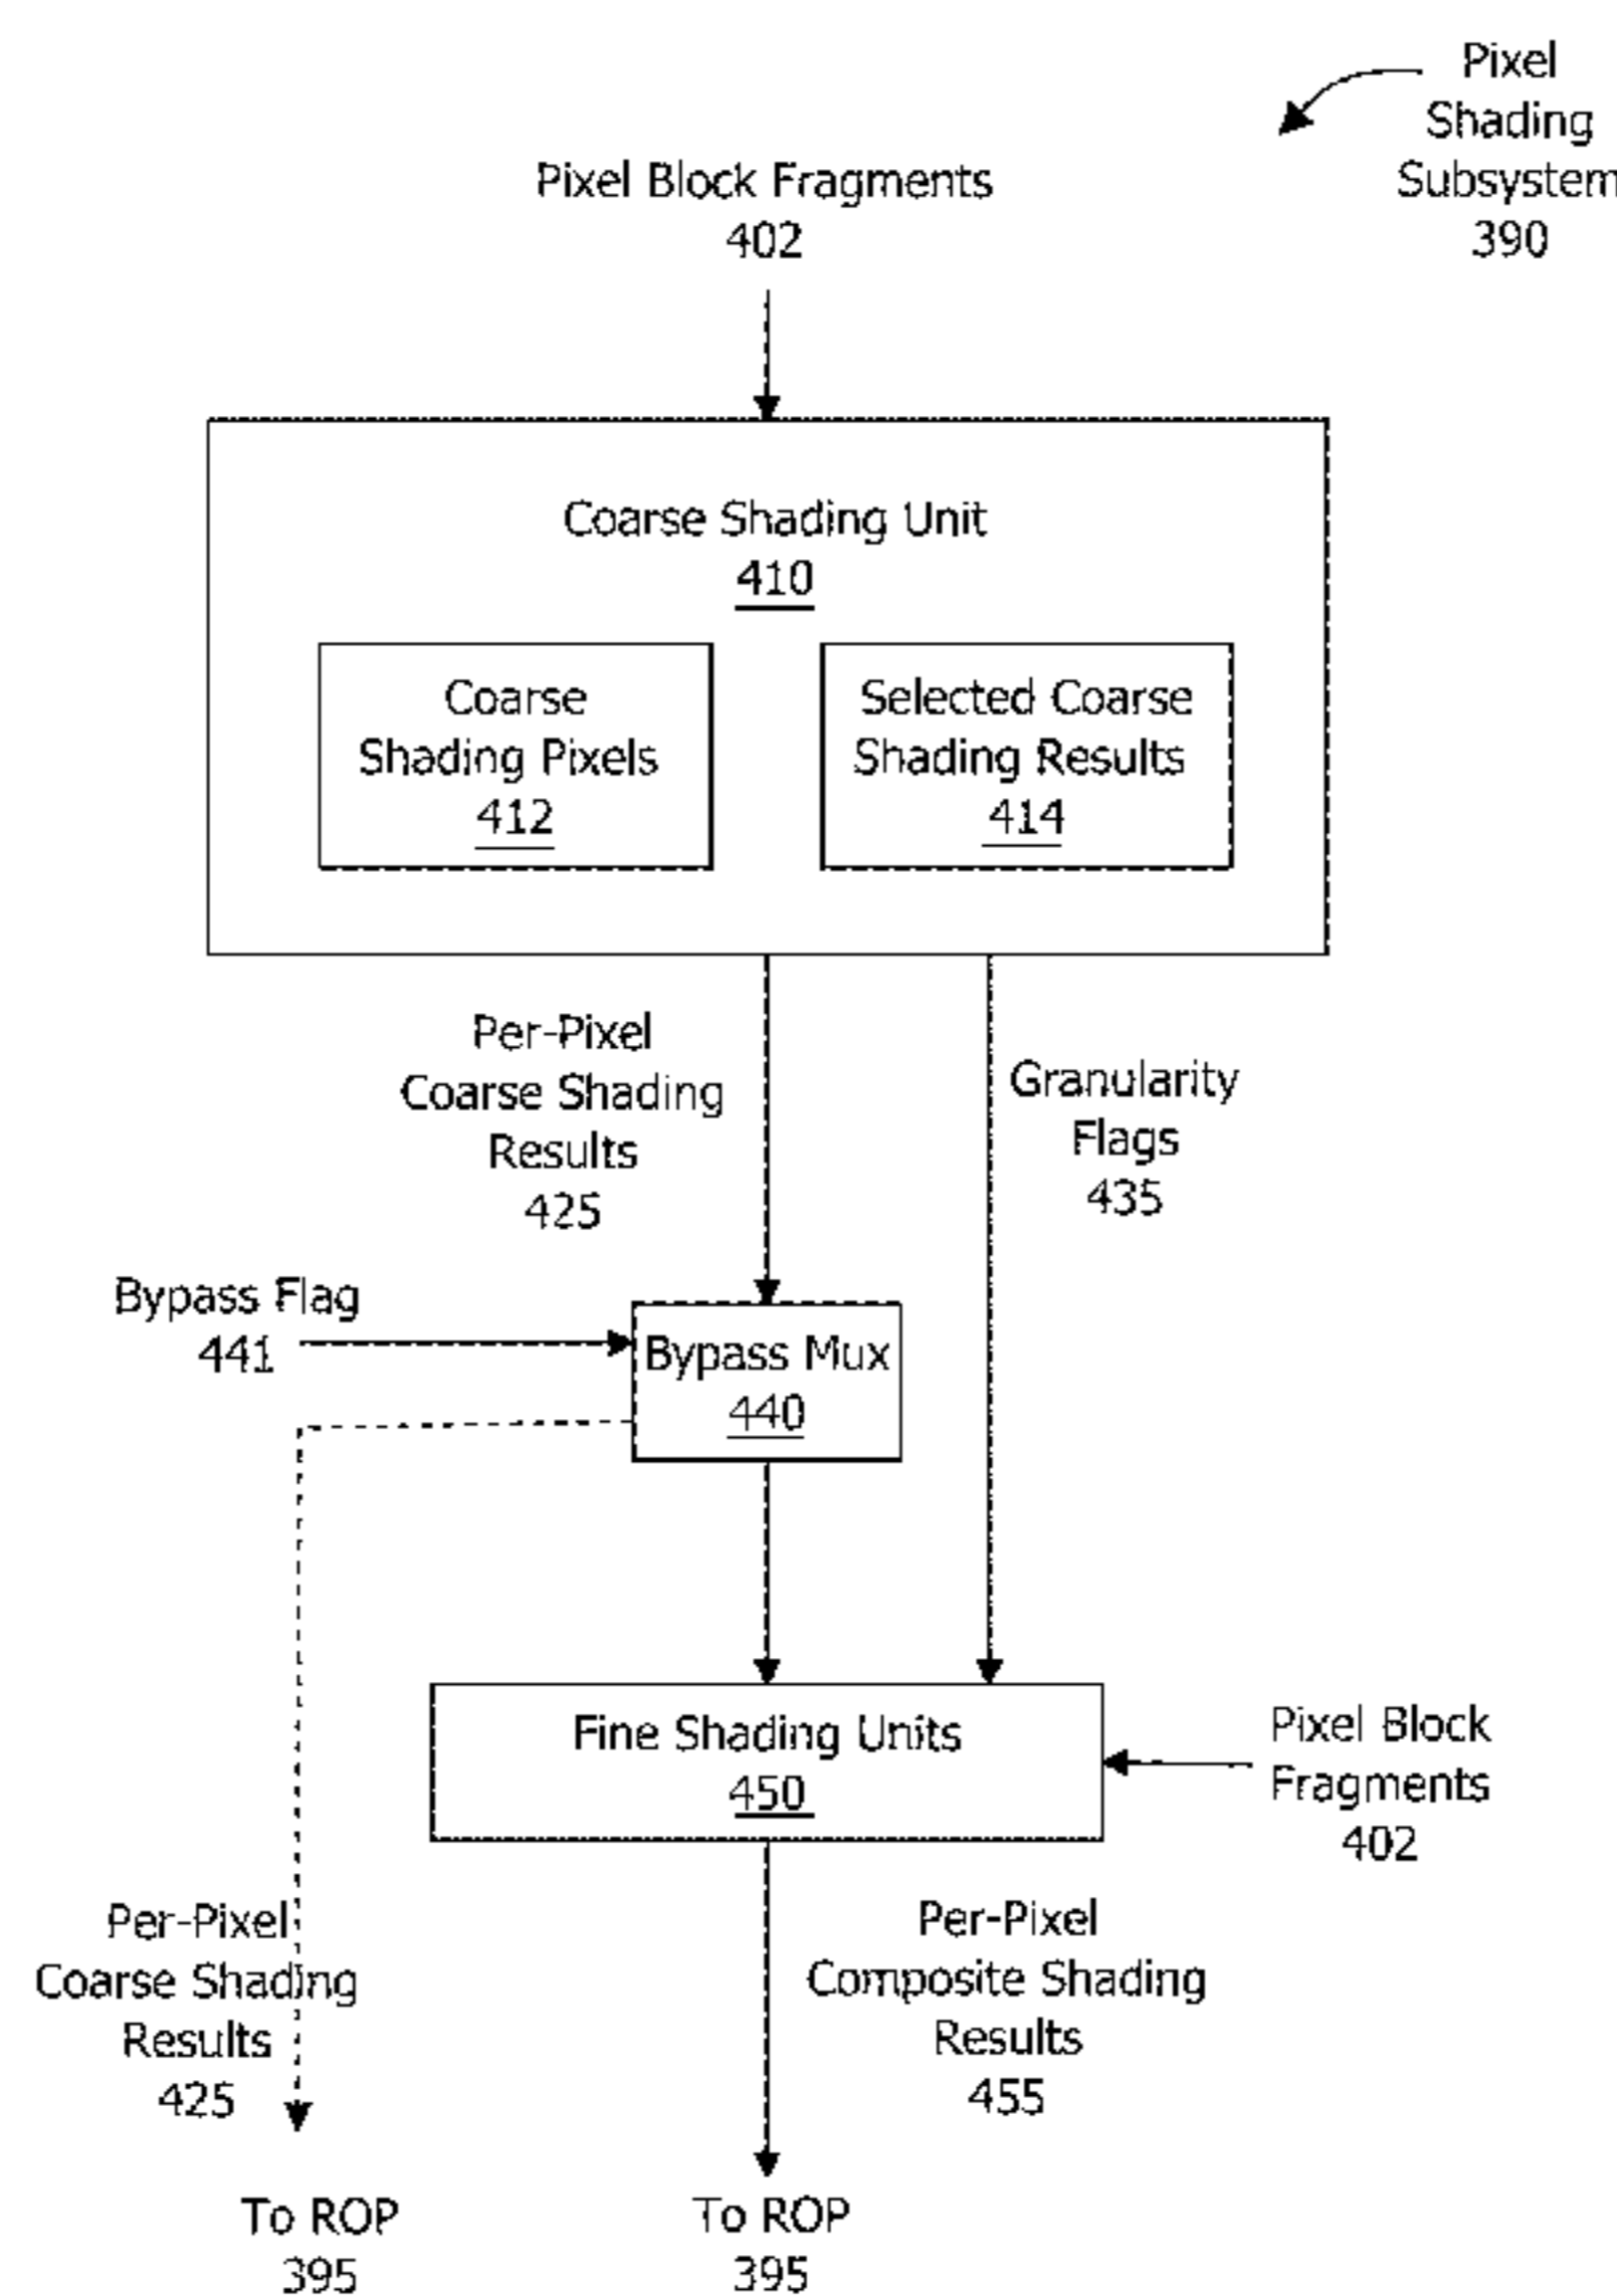 Pixel
Shading
Subsystem
390
Pixel Block Fragments
402
Coarse Shading Unit
410
Coarse
Shading Pixels
412
Selected Coarse
Shading Results
414
Per-Pixel
Coarse Shading
Results
425
Granularity
Flags
435
Bypass Flag
441
Bypass Mux
440
Fine Shading Units
450
Pixel Block
Fragments
402
Per-Pixel
Coarse Shading
Results
425
Per-Pixel
Composite Shading
Results
455
To ROP
395
To ROP
395